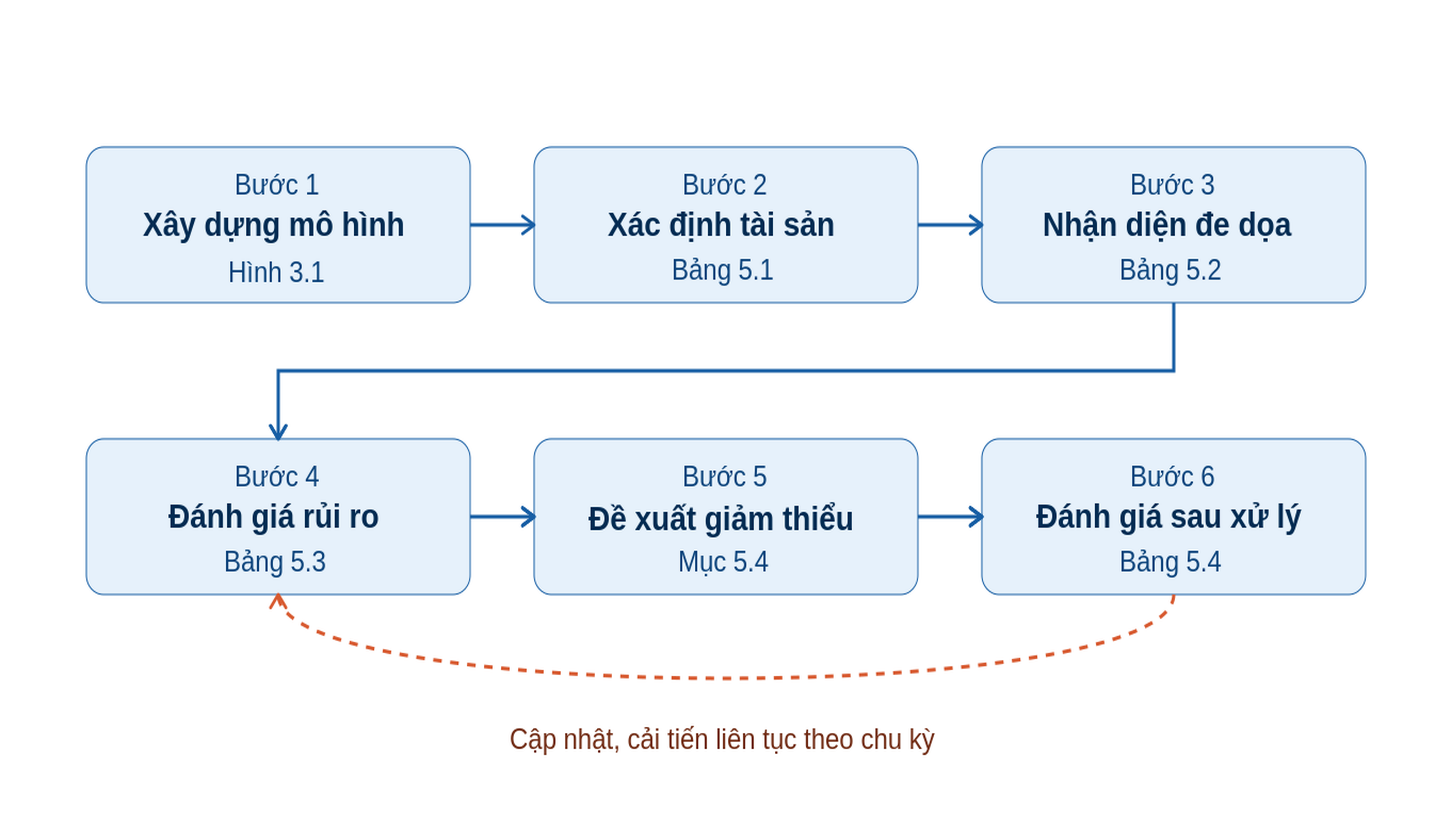 Bước 1
Xây dựng mô hình
Hình 3.1
Bước 2
Xác định tài sản
Bảng 5.1
Bước 3
Nhận diện đe dọa
Bảng 5.2
Bước 4
Đánh giá rủi ro
Bảng 5.3
Bước 5
Đề xuất giảm thiểu
Mục 5.4
Bước 6
Đánh giá sau xử lý
Bảng 5.4
Cập nhật, cải tiến liên tục theo chu kỳ